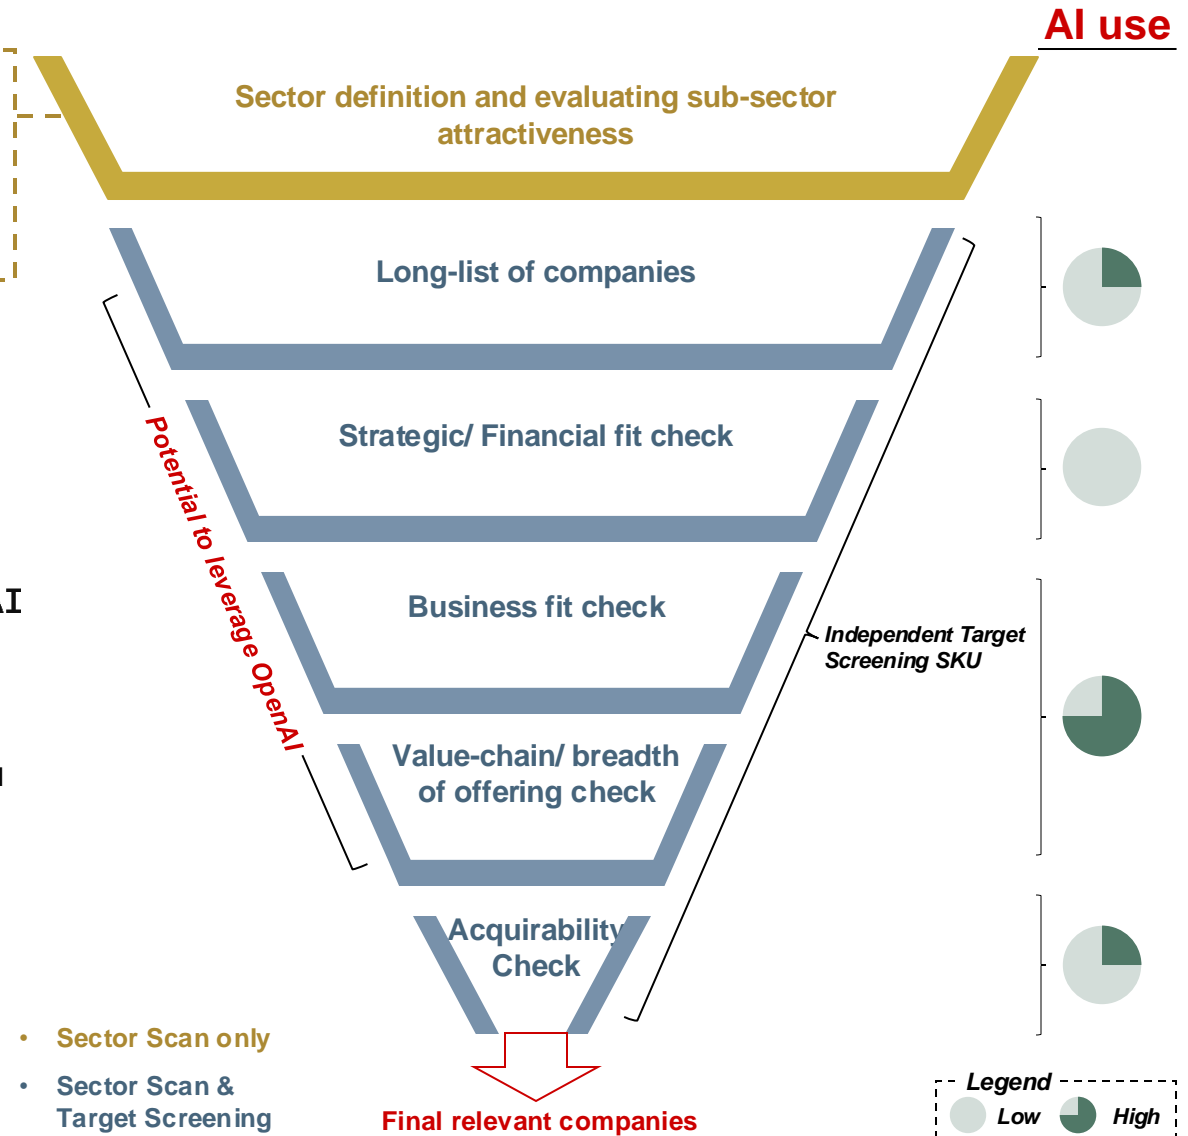 AI use
Sector definition and evaluating sub-sector
attractiveness
Long-list of companies
Strategic/ Financial fit check
Potential to leverage OpenAI
Business fit check
AI
Independent Target
Screening SKU
Value-chain/ breadth
of offering check
Acquirability
Check
• Sector Scan only
• Sector Scan &
Target Screening
Final relevant companies
Legend
Low
High